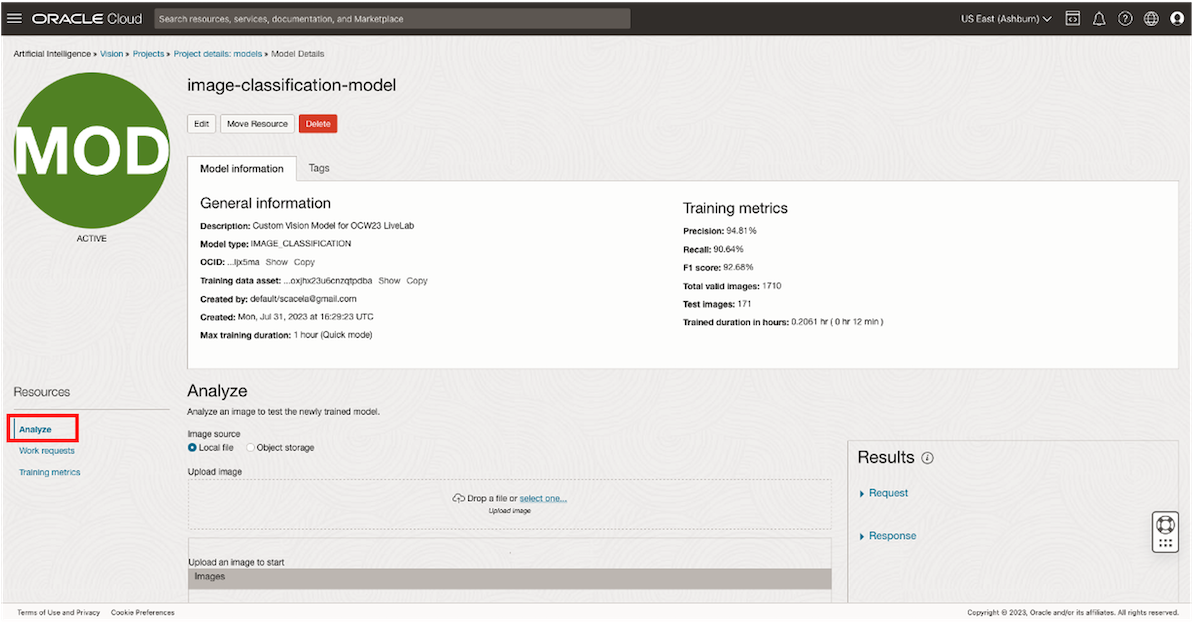 ORACLE Cloud
Search resources, services, documentation, and Marketplace
US East (Ashburn)
Artificial Intelligence » Vision » Projects » Project details: models » Model Details
MOD
ACTIVE
image-classification-model
Edit
Move Resource
Delete
Model information
Tags
General information
Description: Custom Vision Model for OCW23 LiveLab
Model type: IMAGE_CLASSIFICATION
OCID: ...ljx5ma Show Copy
Training data asset: ...oxjhx23u6cnzqtpdba Show Copy
Created by: default/scacela@gmail.com
Created: Mon, Jul 31, 2023 at 16:29:23 UTC
Max training duration: 1 hour (Quick mode)
Training metrics
Precision: 94.81%
Recall: 90.64%
F1 score: 92.68%
Total valid images: 1710
Test images: 171
Trained duration in hours: 0.2061 hr ( 0 hr 12 min )
Resources
Analyze
Work requests
Training metrics
Analyze
Analyze an image to test the newly trained model.
Image source
Local file
Object storage
Upload image
Drop a file or select one...
Upload image
Upload an image to start
Images
Results
Request
Response
Terms of Use and Privacy
Cookie Preferences
Copyright © 2023, Oracle and/or its affiliates. All rights reserved.